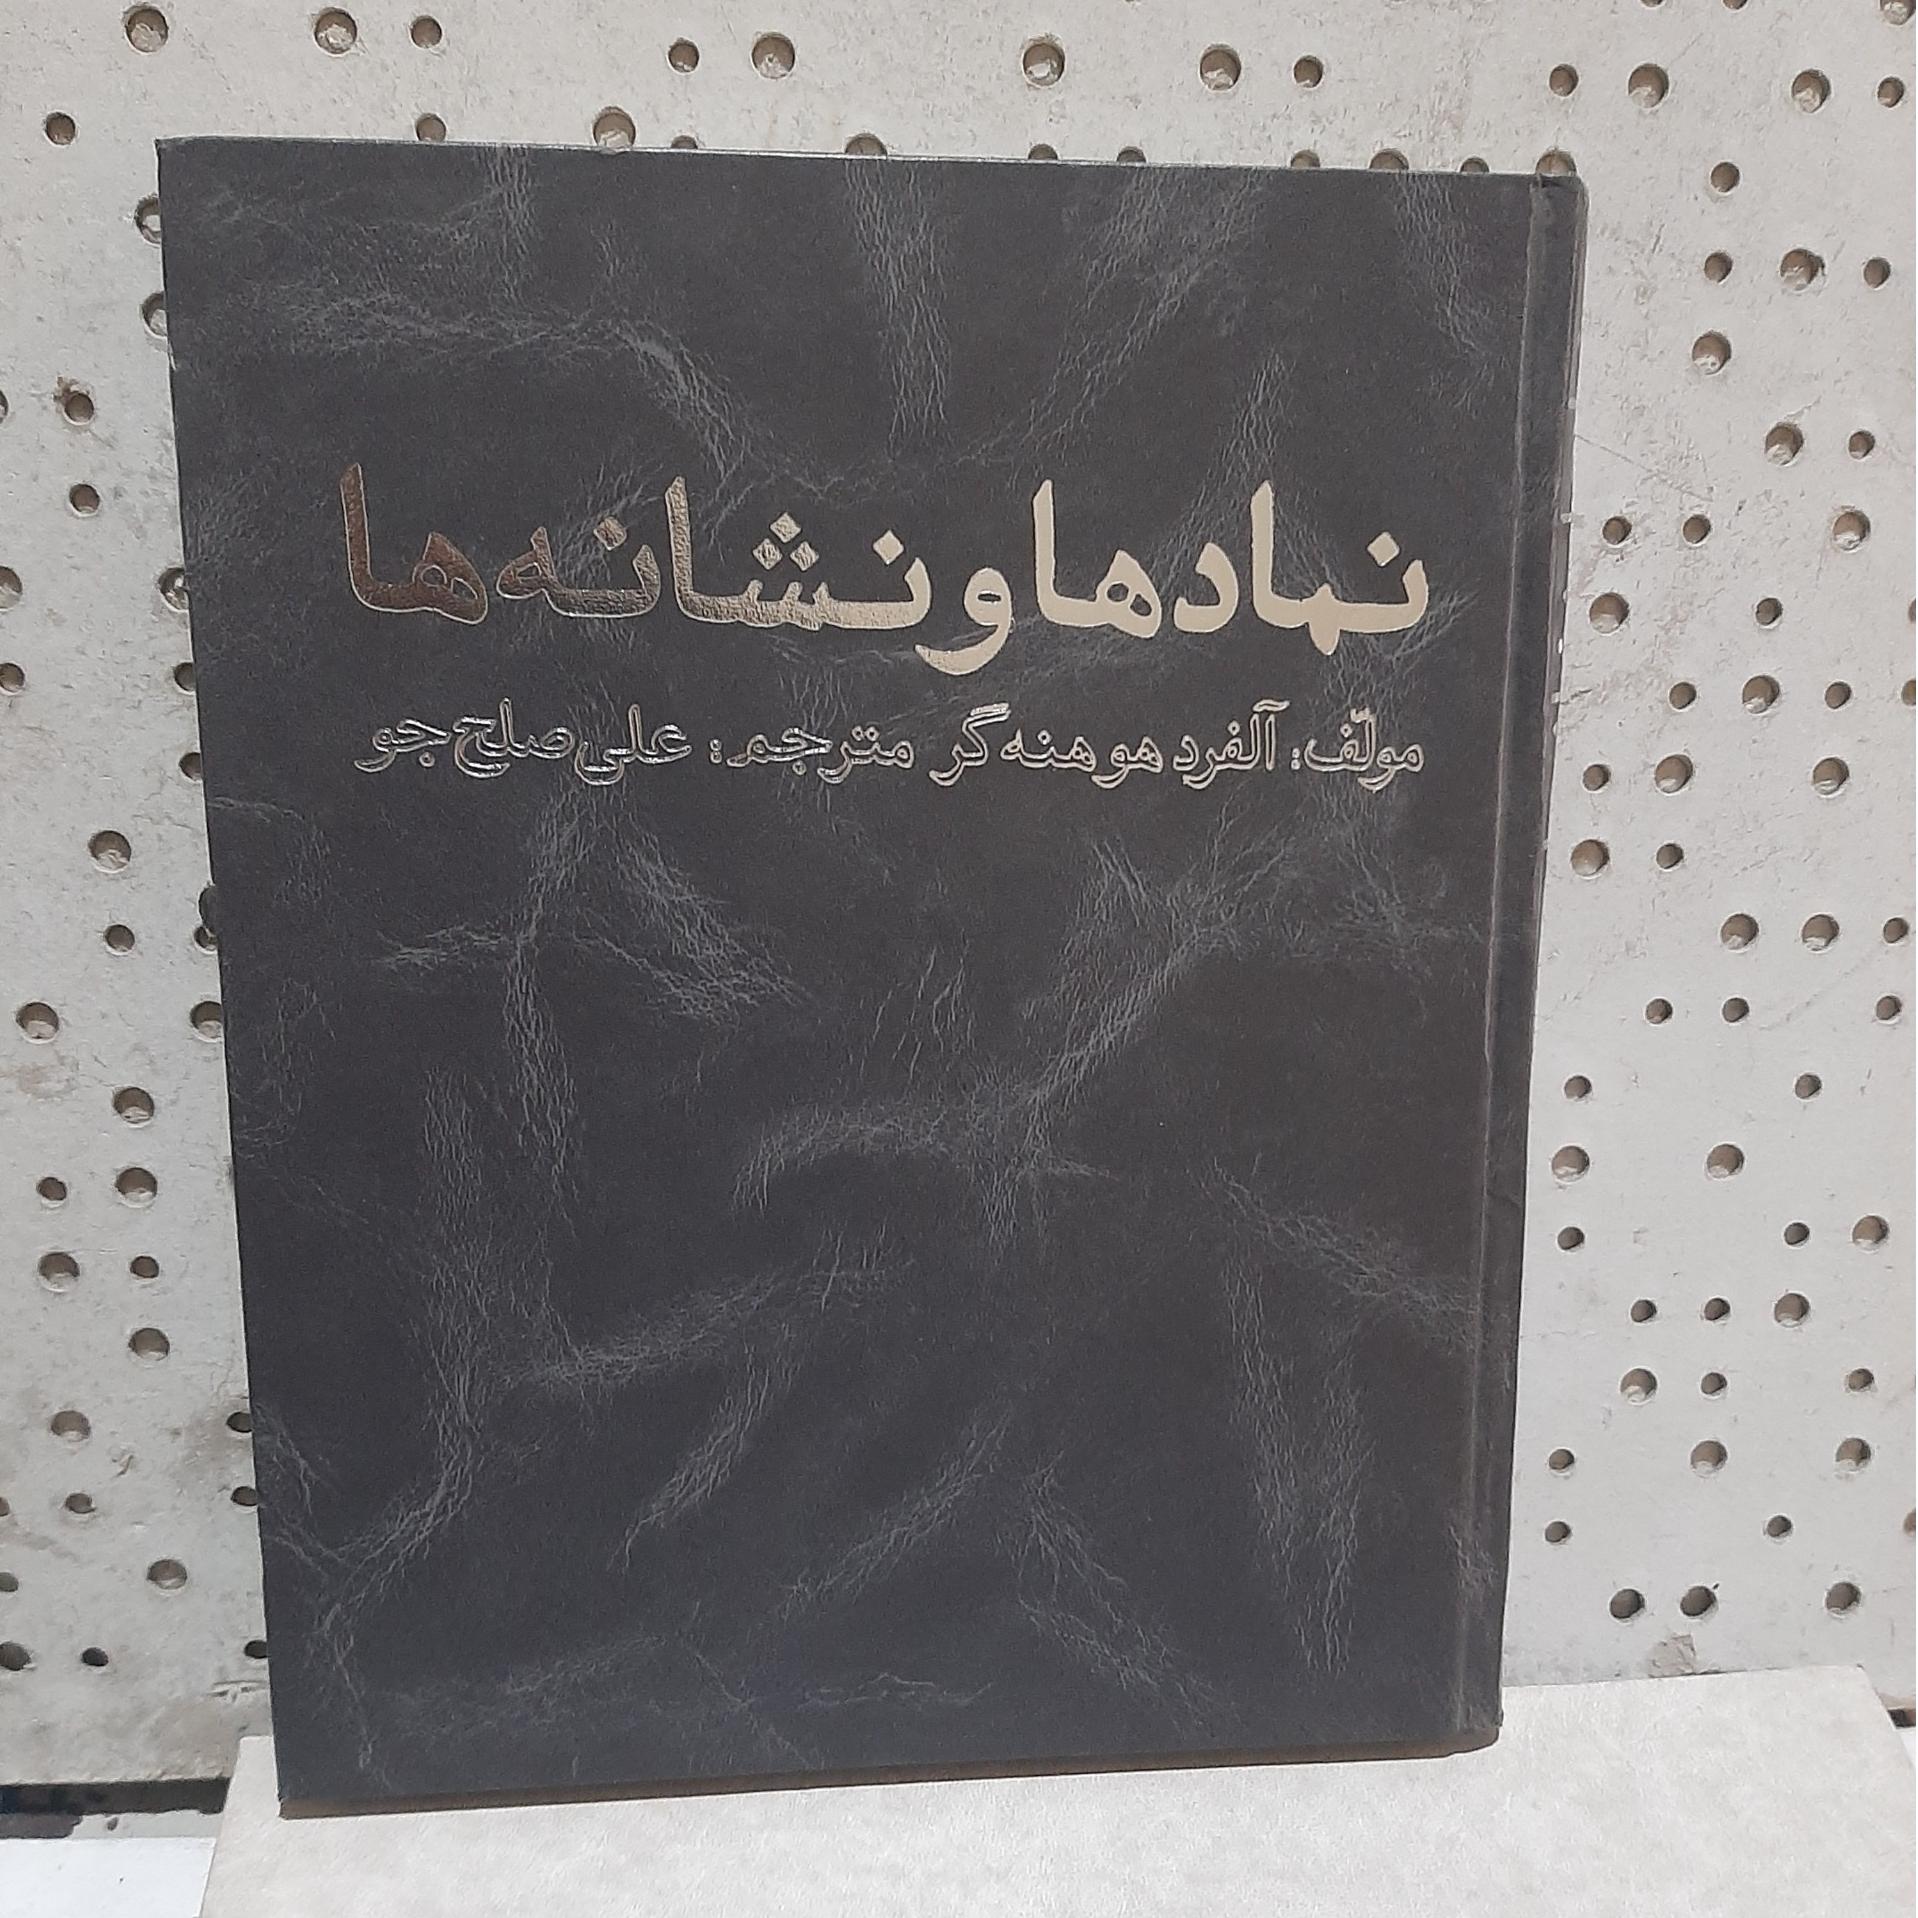 نمادها و نشانه‌ها
مولّف: آلفرد هوهنه‌گر مترجم: علی صلح جو